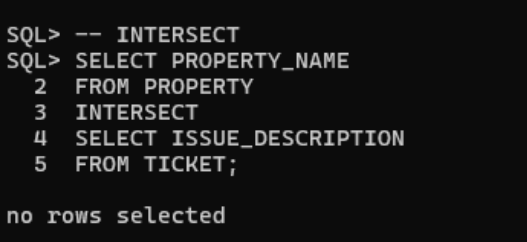 SQL> -- INTERSECT
SQL> SELECT PROPERTY_NAME
  2  FROM PROPERTY
  3  INTERSECT
  4  SELECT ISSUE_DESCRIPTION
  5  FROM TICKET;
no rows selected